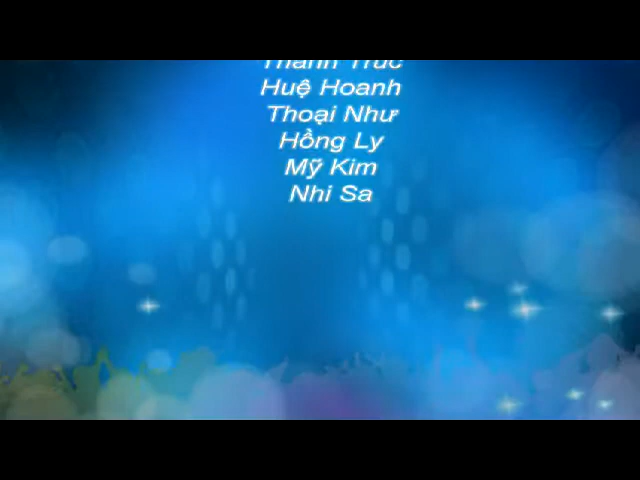 Huệ Hoanh
Thoại Như
Hồng Ly
Mỹ Kim
Nhi Sa